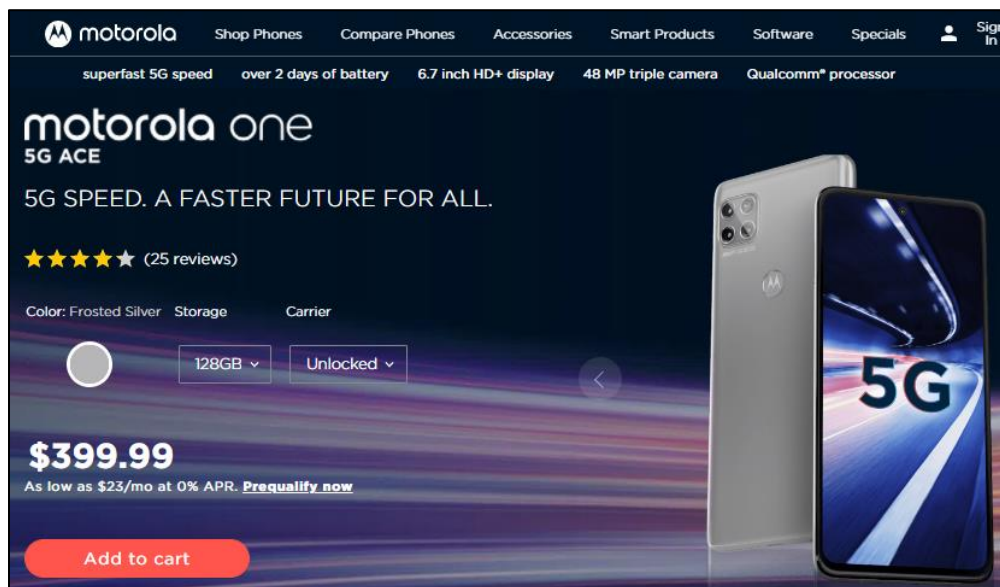 motorola Shop Phones Compare Phones Accessories Smart Products Software Specials Sign In
superfast 5G speed over 2 days of battery 6.7 inch HD+ display 48 MP triple camera Qualcomm® processor
motorola one
5G ACE
5G SPEED. A FASTER FUTURE FOR ALL.
(25 reviews)
Color: Frosted Silver Storage Carrier
128GB Unlocked
$399.99
As low as $23/mo at 0% APR. Prequalify now
Add to cart
5G